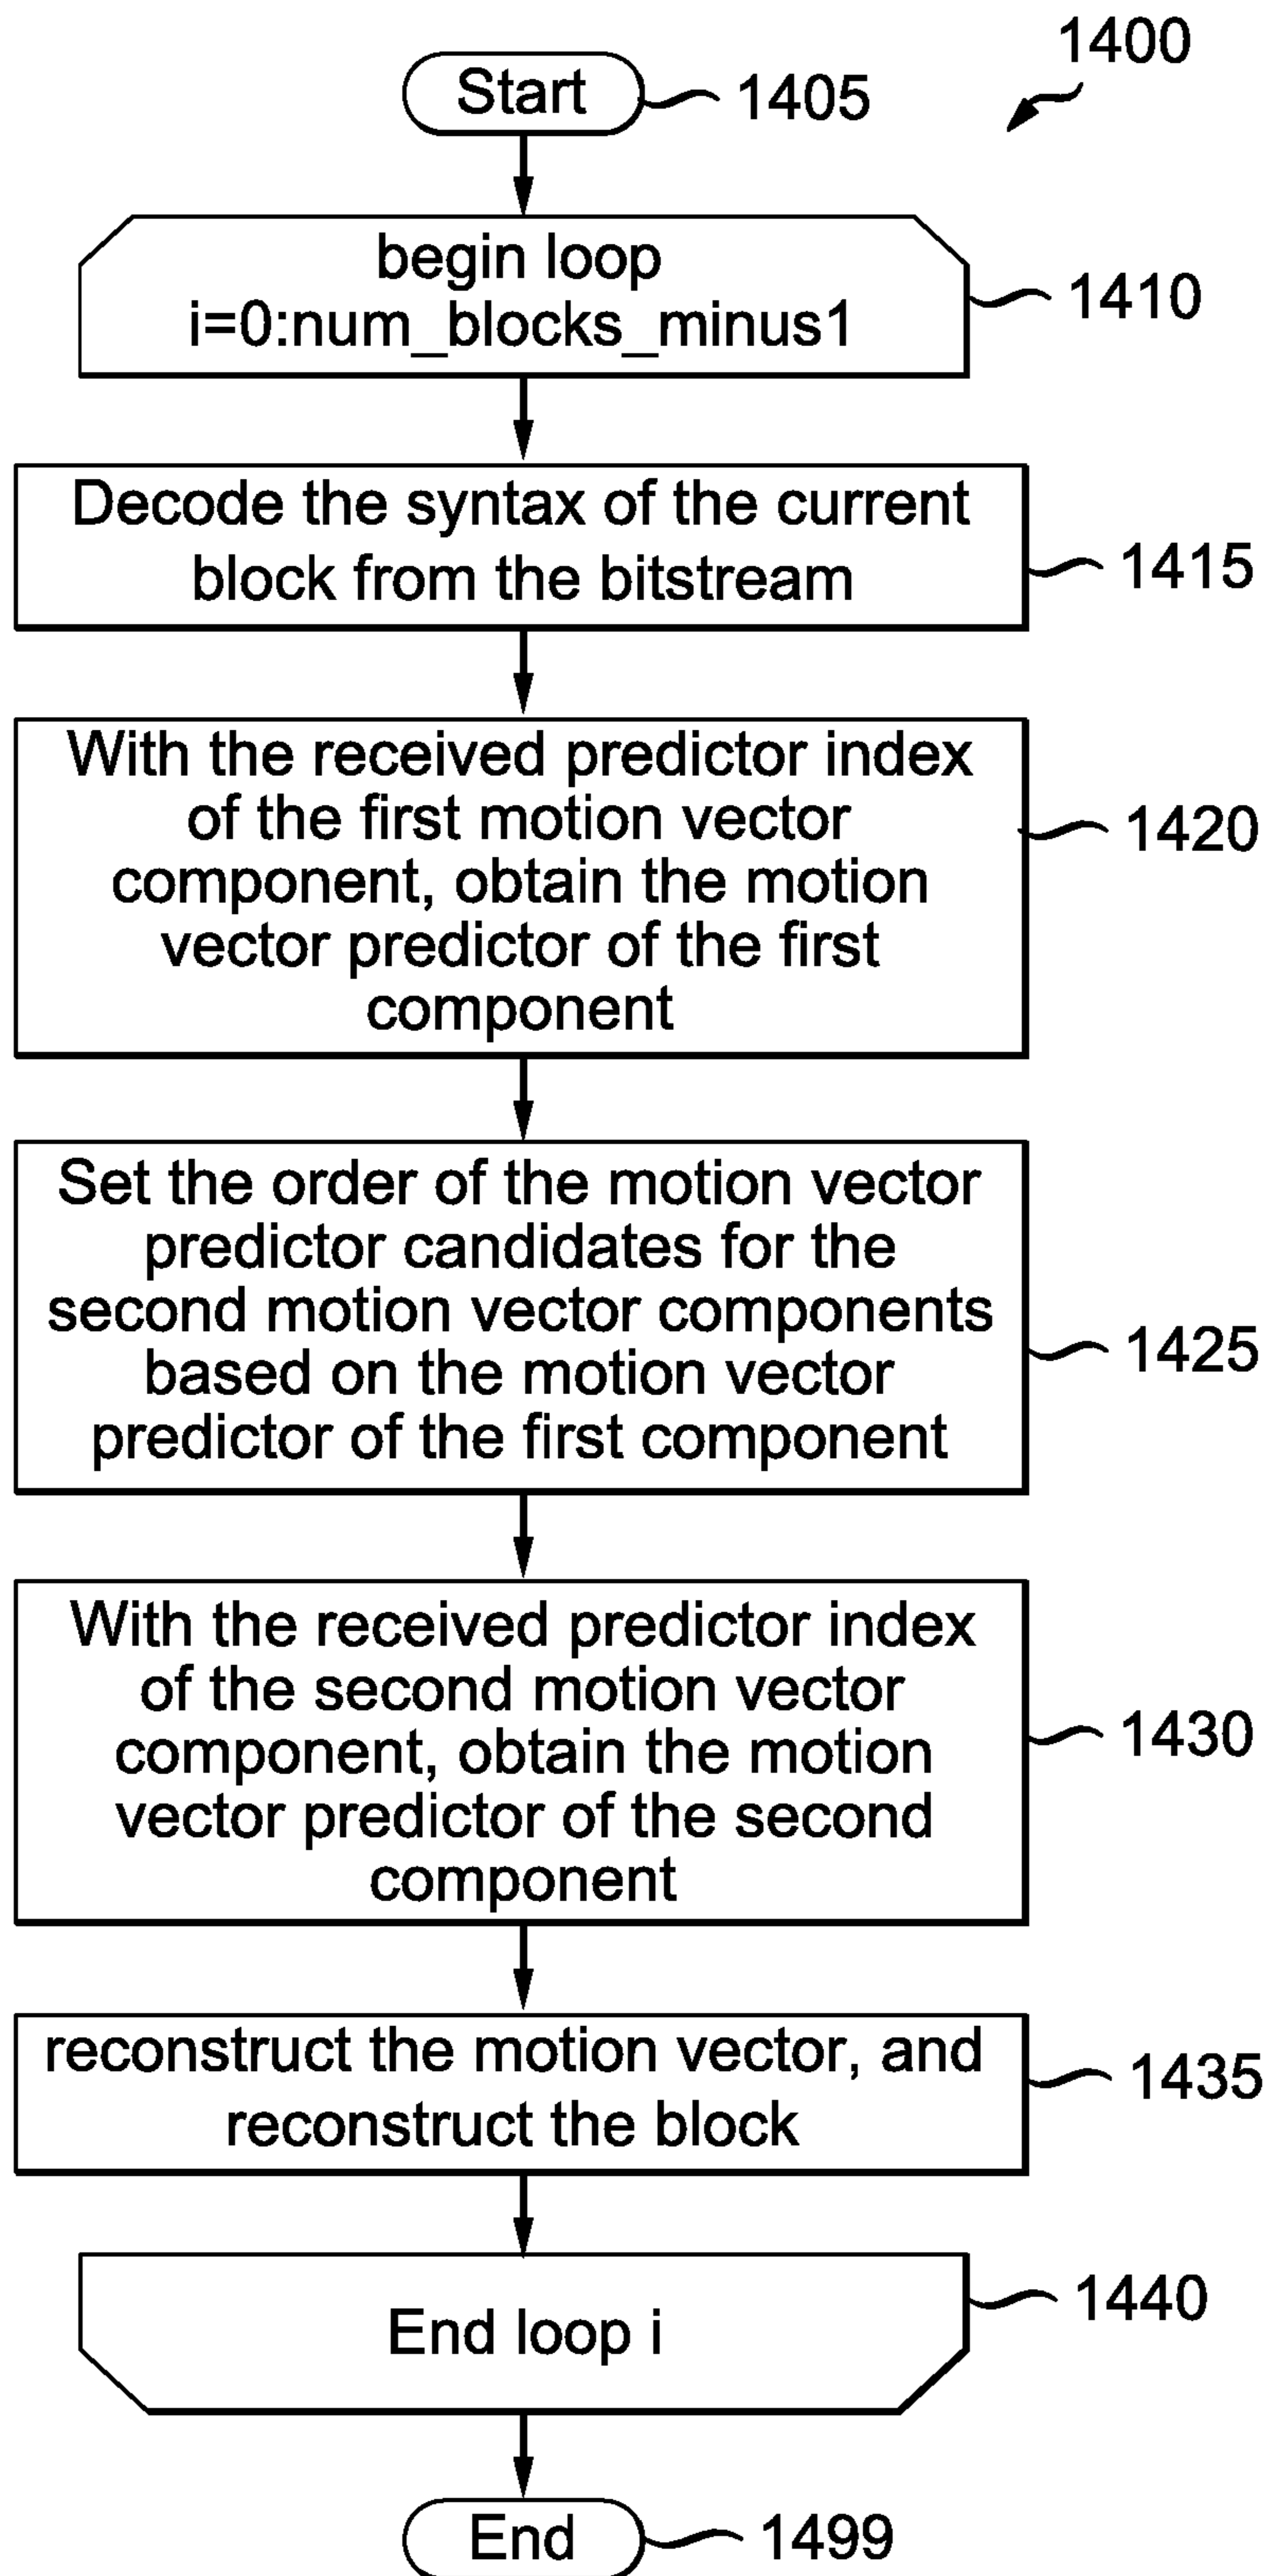 1400
Start
1405
begin loop
i=0:num_blocks_minus1
1410
Decode the syntax of the current
block from the bitstream
1415
With the received predictor index
of the first motion vector
component, obtain the motion
vector predictor of the first
component
1420
Set the order of the motion vector
predictor candidates for the
second motion vector components
based on the motion vector
predictor of the first component
1425
With the received predictor index
of the second motion vector
component, obtain the motion
vector predictor of the second
component
1430
reconstruct the motion vector, and
reconstruct the block
1435
End loop i
1440
End
1499